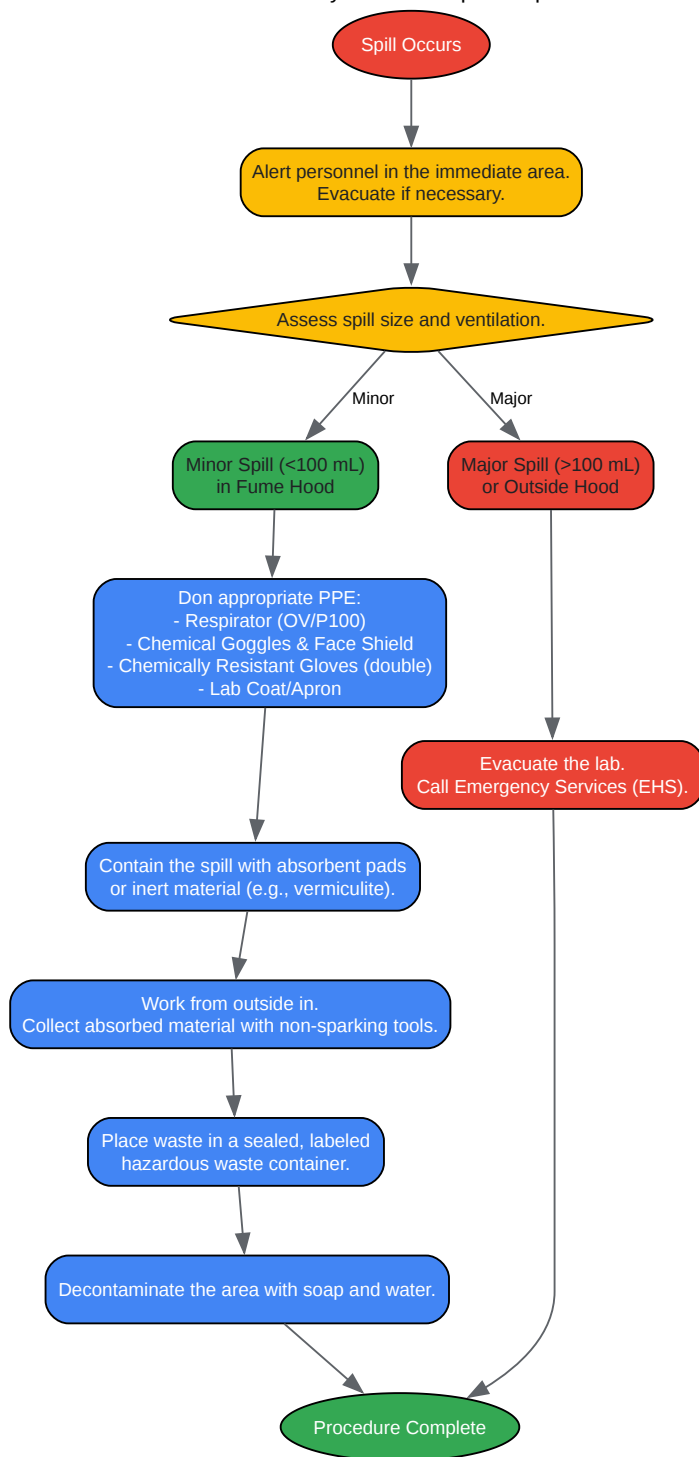 Spill Occurs
Alert personnel in the immediate area.
Evacuate if necessary.
Assess spill size and ventilation.
Minor
Major
Minor Spill (<100 mL)
in Fume Hood
Major Spill (>100 mL)
or Outside Hood
Don appropriate PPE:
- Respirator (OV/P100)
- Chemical Goggles & Face Shield
- Chemically Resistant Gloves (double)
- Lab Coat/Apron
Evacuate the lab.
Call Emergency Services (EHS).
Contain the spill with absorbent pads
or inert material (e.g., vermiculite).
Work from outside in.
Collect absorbed material with non-sparking tools.
Place waste in a sealed, labeled
hazardous waste container.
Decontaminate the area with soap and water.
Procedure Complete